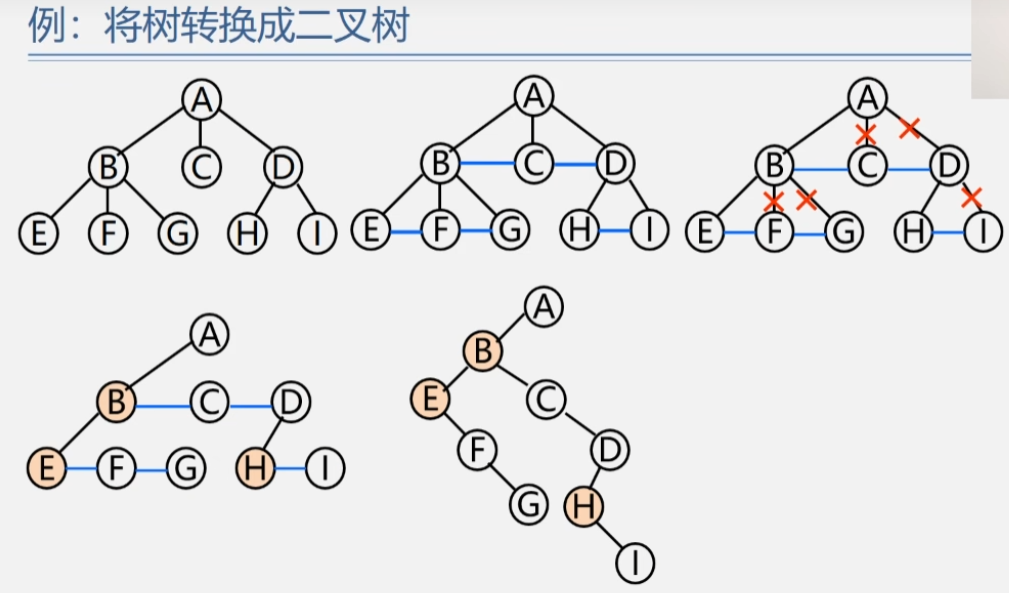 例：将树转换成二叉树
A A A
B C D B C D B C D
E F G H I E F G H I E F G H I
A
A
B
B C D
E C
F D
E F G H I
G H
I